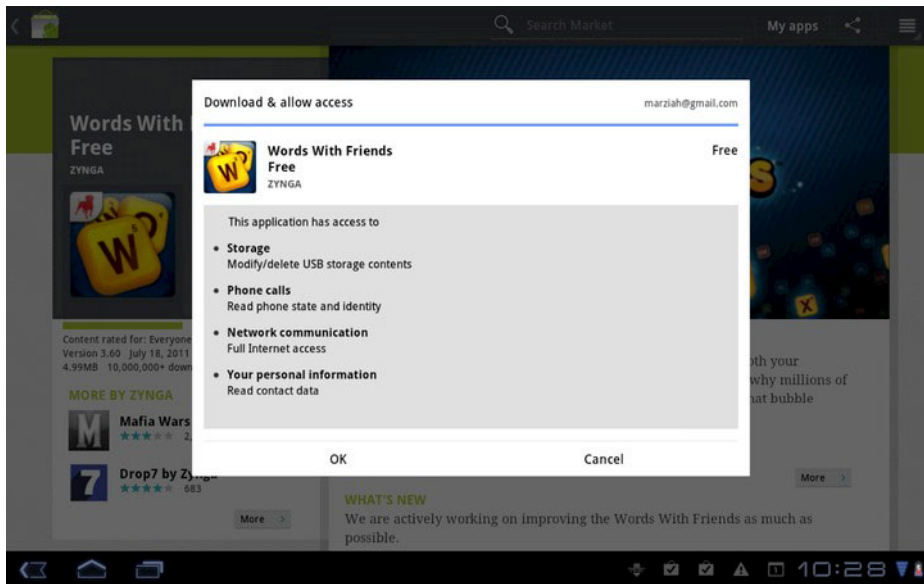 Search Market
My apps
Download & allow access
marziah@gmail.com
Words With
Free
ZYNGA
Words With Friends
Free
ZYNGA
Free
This application has access to
Storage
Modify/delete USB storage contents
Phone calls
Read phone state and identity
Network communication
Full Internet access
Your personal information
Read contact data
OK
Cancel
Content rated for: Everyone
Version 3.60 July 18, 2011
4.99MB 10,000,000+ down
MORE BY ZYNGA
Mafia Wars
2,
Drop7 by Zynga
683
More
your
why millions of
bubble
More
WHAT'S NEW
We are actively working on improving the Words With Friends as much as
possible.
10:28